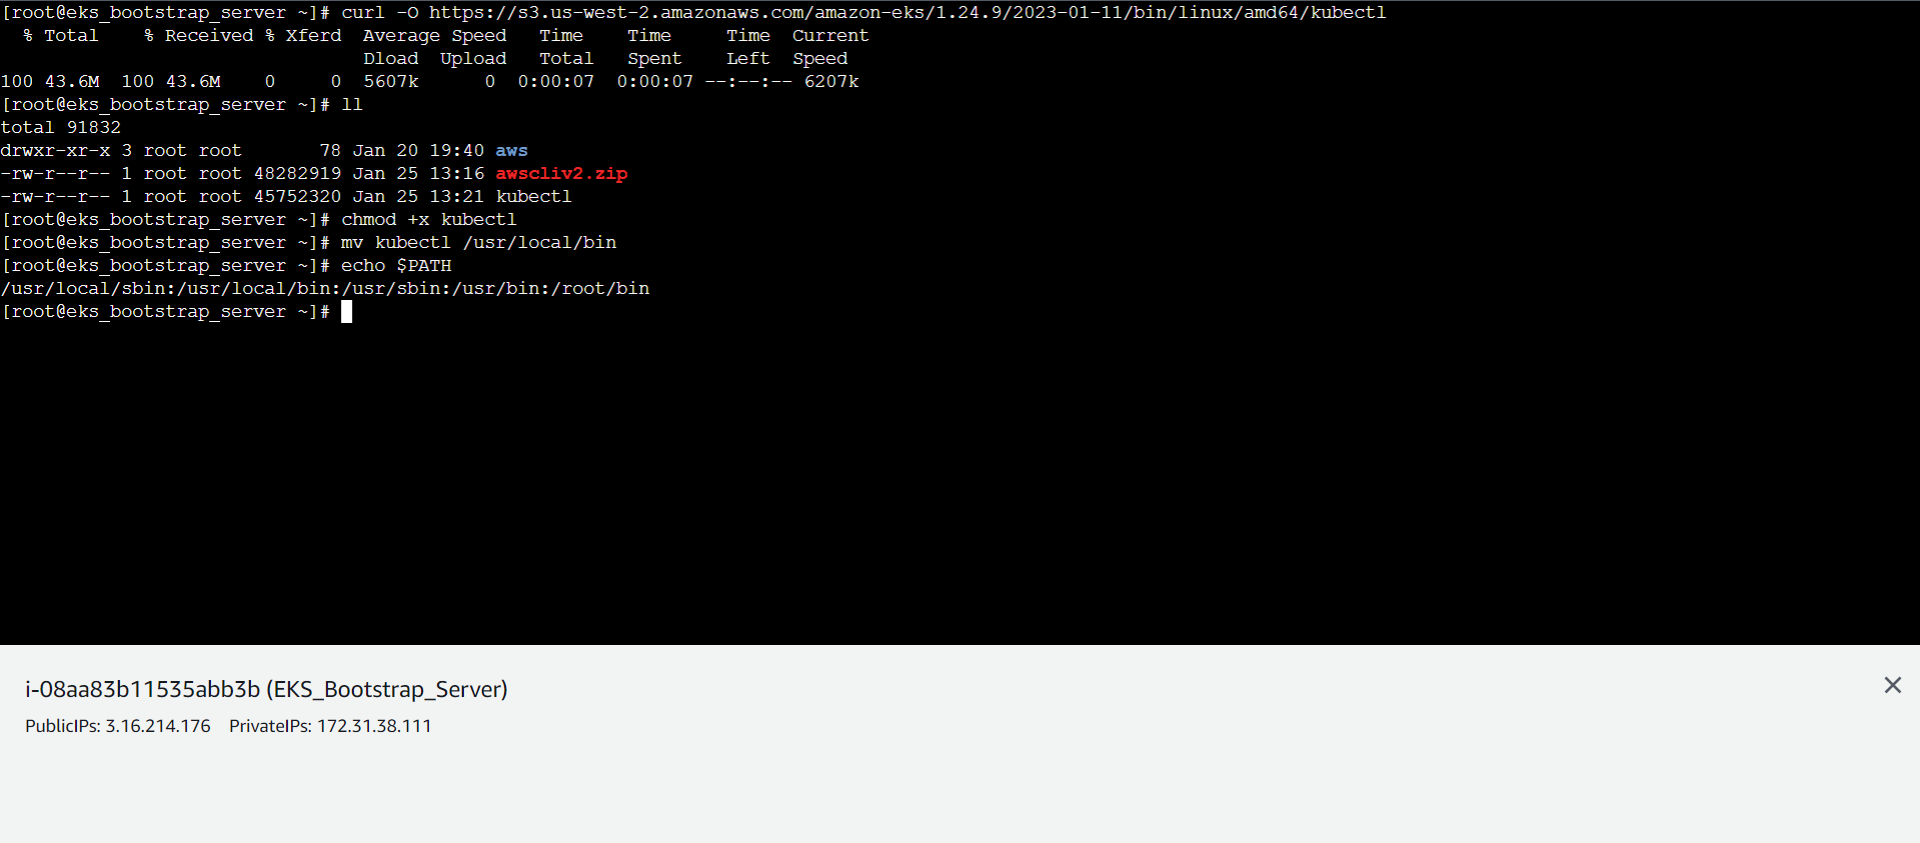 [root@eks_bootstrap_server ~]# curl -O https://s3.us-west-2.amazonaws.com/amazon-eks/1.24.9/2023-01-11/bin/linux/amd64/kubectl
  % Total    % Received % Xferd  Average Speed   Time    Time     Time  Current
                                 Dload  Upload   Total   Spent    Left  Speed
100 43.6M  100 43.6M    0     0  5607k      0  0:00:07  0:00:07 --:--:-- 6207k
[root@eks_bootstrap_server ~]# ll
total 91832
drwxr-xr-x 3 root root       78 Jan 20 19:40 aws
-rw-r--r-- 1 root root 48282919 Jan 25 13:16 awscliv2.zip
-rw-r--r-- 1 root root 45752320 Jan 25 13:21 kubectl
[root@eks_bootstrap_server ~]# chmod +x kubectl
[root@eks_bootstrap_server ~]# mv kubectl /usr/local/bin
[root@eks_bootstrap_server ~]# echo $PATH
/usr/local/sbin:/usr/local/bin:/usr/sbin:/usr/bin:/root/bin
[root@eks_bootstrap_server ~]#
i-08aa83b11535abb3b (EKS_Bootstrap_Server)
PublicIPs: 3.16.214.176    PrivateIPs: 172.31.38.111